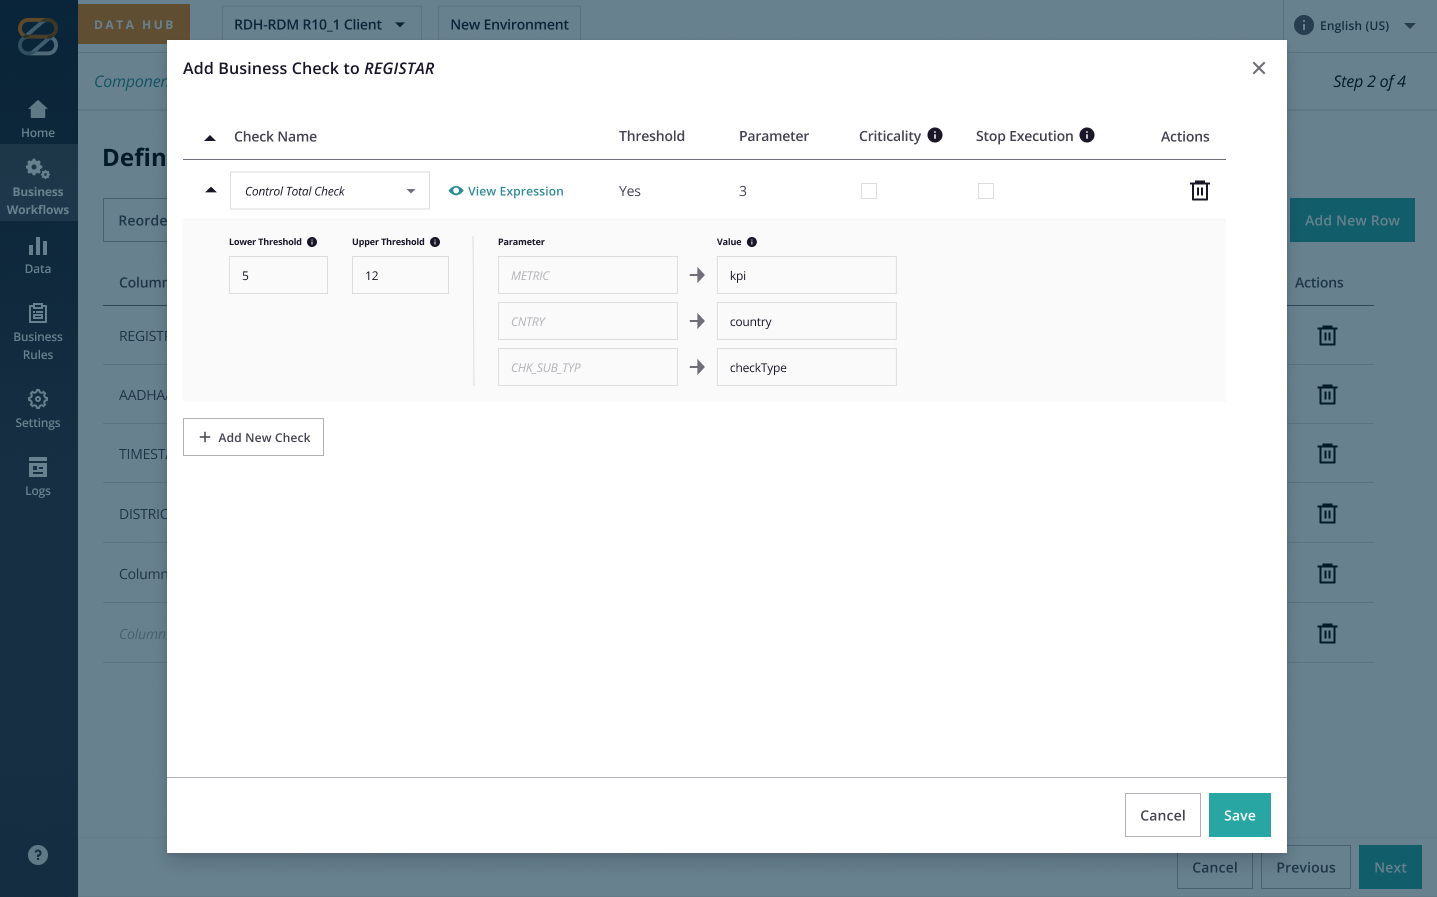 DATA HUB
RDH-RDM R10_1 Client
New Environment
English (US)
Componen
Step 2 of 4
Home
Business
Workflows
Data
Business
Rules
Settings
Logs
Defin
Reorde
Add New Row
Colum
Actions
REGISTR
AADHA
TIMEST
DISTRIC
Column
Column
Add Business Check to REGISTAR
Check Name
Threshold
Parameter
Criticality
Stop Execution
Actions
Control Total Check
View Expression
Yes
3
Lower Threshold
Upper Threshold
Parameter
Value
5
12
METRIC
kpi
CNTRY
country
CHK_SUB_TYP
checkType
Add New Check
Cancel
Save
Cancel
Previous
Next